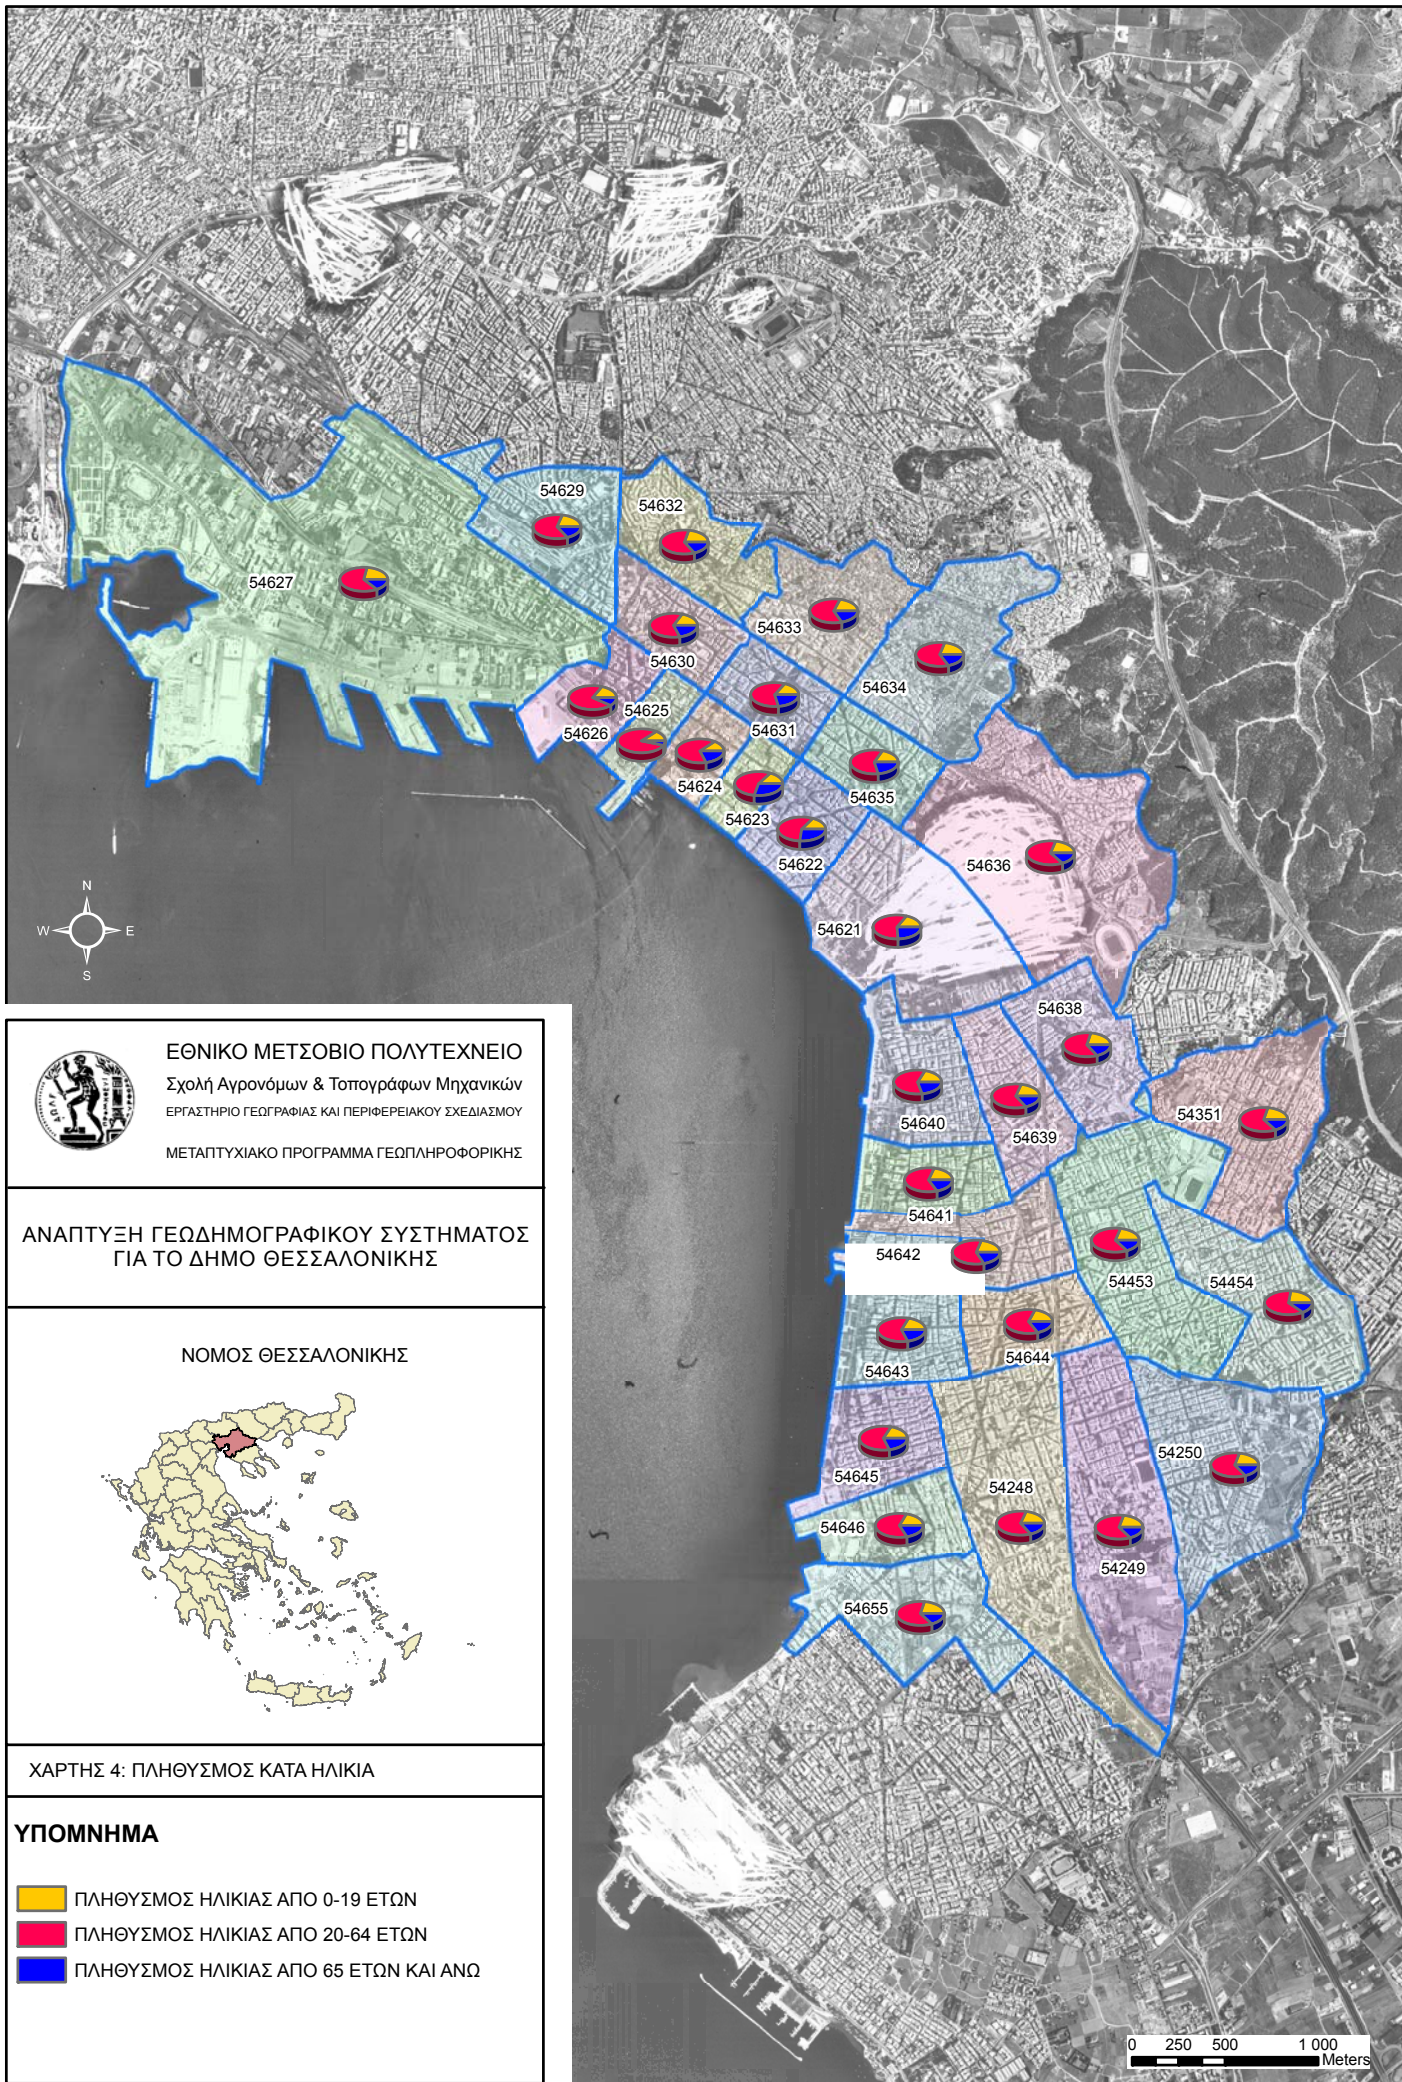 54629
54632
54627
54633
54630
54634
54625
54626
54631
54624
54635
54623
54622
54636
54621
N
W E
S
54638
54640
54639
54351
54641
54642
54453
54454
54643
54644
54645
54248
54250
54646
54249
54655
ΕΘΝΙΚΟ ΜΕΤΣΟΒΙΟ ΠΟΛΥΤΕΧΝΕΙΟ
Σχολή Αγρονόμων & Τοπογράφων Μηχανικών
ΕΡΓΑΣΤΗΡΙΟ ΓΕΩΓΡΑΦΙΑΣ ΚΑΙ ΠΕΡΙΦΕΡΕΙΑΚΟΥ ΣΧΕΔΙΑΣΜΟΥ
ΜΕΤΑΠΤΥΧΙΑΚΟ ΠΡΟΓΡΑΜΜΑ ΓΕΩΠΛΗΡΟΦΟΡΙΚΗΣ
ΑΝΑΠΤΥΞΗ ΓΕΩΔΗΜΟΓΡΑΦΙΚΟΥ ΣΥΣΤΗΜΑΤΟΣ
ΓΙΑ ΤΟ ΔΗΜΟ ΘΕΣΣΑΛΟΝΙΚΗΣ
ΝΟΜΟΣ ΘΕΣΣΑΛΟΝΙΚΗΣ
ΧΑΡΤΗΣ 4: ΠΛΗΘΥΣΜΟΣ ΚΑΤΑ ΗΛΙΚΙΑ
ΥΠΟΜΝΗΜΑ
ΠΛΗΘΥΣΜΟΣ ΗΛΙΚΙΑΣ ΑΠΟ 0-19 ΕΤΩΝ
ΠΛΗΘΥΣΜΟΣ ΗΛΙΚΙΑΣ ΑΠΟ 20-64 ΕΤΩΝ
ΠΛΗΘΥΣΜΟΣ ΗΛΙΚΙΑΣ ΑΠΟ 65 ΕΤΩΝ ΚΑΙ ΑΝΩ
0 250 500 1 000
Meters